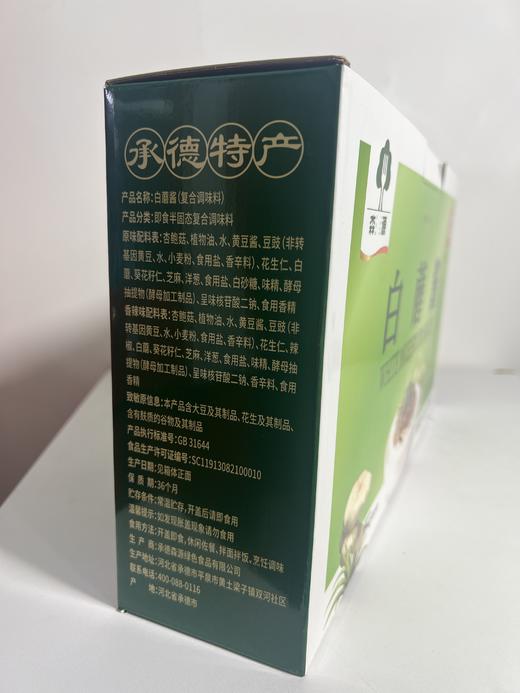 承德特产
产品名称：白蘑酱（复合调味料）
产品分类：即食半固态复合调味料
原味配料表：杏鲍菇、植物油、水、黄豆酱、豆豉（非转
基因黄豆、水、小麦粉、食用盐、香辛料）、花生仁、白
蘑、葵花籽仁、芝麻、洋葱、食用盐、白砂糖、味精、酵母
抽提物（酵母加工制品）、呈味核苷酸二钠、食用香精
香辣味配料表：杏鲍菇、植物油、水、黄豆酱、豆豉（非
转基因黄豆、水、小麦粉、食用盐、香辛料）、花生仁、辣
椒、白蘑、葵花籽仁、芝麻、洋葱、食用盐、味精、酵母抽
提物（酵母加工制品）、呈味核苷酸二钠、香辛料、食用
香精
致敏原信息：本产品含大豆及其制品、花生及其制品、
含有麸质的谷物及其制品
产品执行标准号：GB 31644
食品生产许可证编号：SC11913082100010
生产日期：见箱体正面
保 质 期：36个月
贮存条件：常温贮存，开盖后请即食用
温馨提示：如发现胀盖现象请勿食用
食用方法：开盖即食，休闲佐餐、拌面拌饭、烹饪调味
生 产 商：承德森源绿色食品有限公司
生产地址：河北省承德市平泉市黄土梁子镇双河社区
联系电话：400-088-0116
产 地：河北省承德市
白蘑